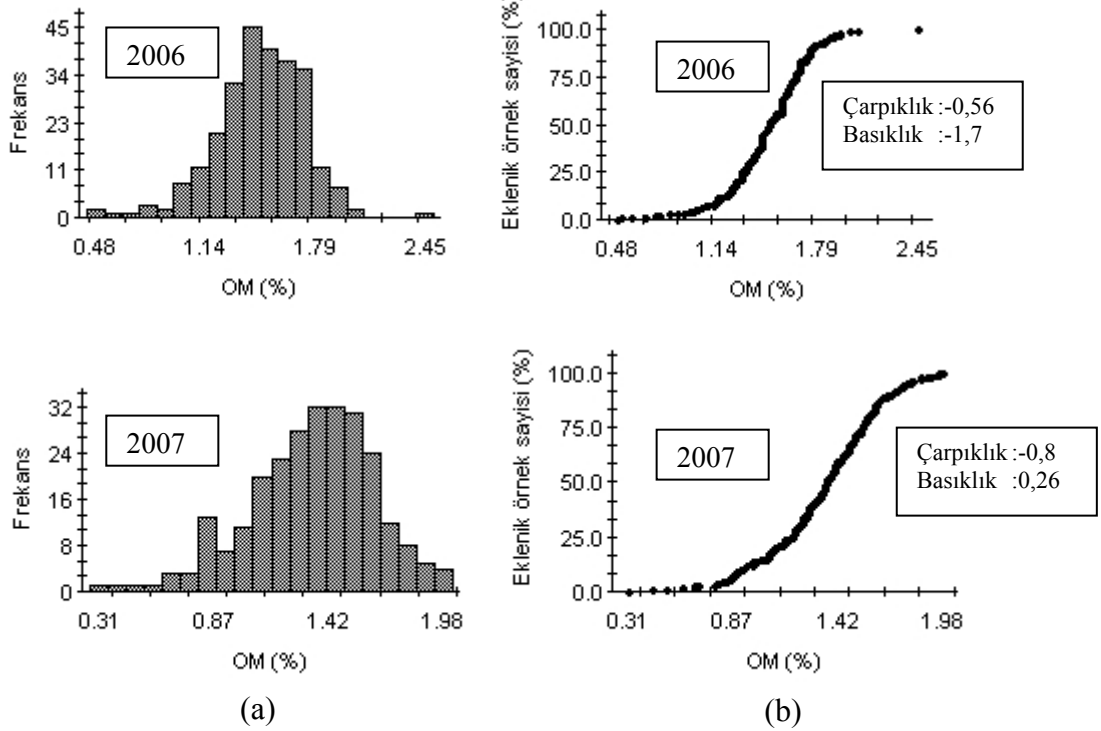 45
34
23
11
0
Frekans
2006
0.48 1.14 1.79 2.45
OM (%)
100.0
75.0
50.0
25.0
0.0
Eklenik örnek sayisi (%)
2006
Çarpıklık :-0,56
Basıklık :-1,7
0.48 1.14 1.79 2.45
OM (%)
32
24
16
8
0
Frekans
2007
0.31 0.87 1.42 1.98
OM (%)
100.0
75.0
50.0
25.0
0.0
Eklenik örnek sayisi (%)
2007
Çarpıklık :-0,8
Basıklık :0,26
0.31 0.87 1.42 1.98
OM (%)
(a) (b)